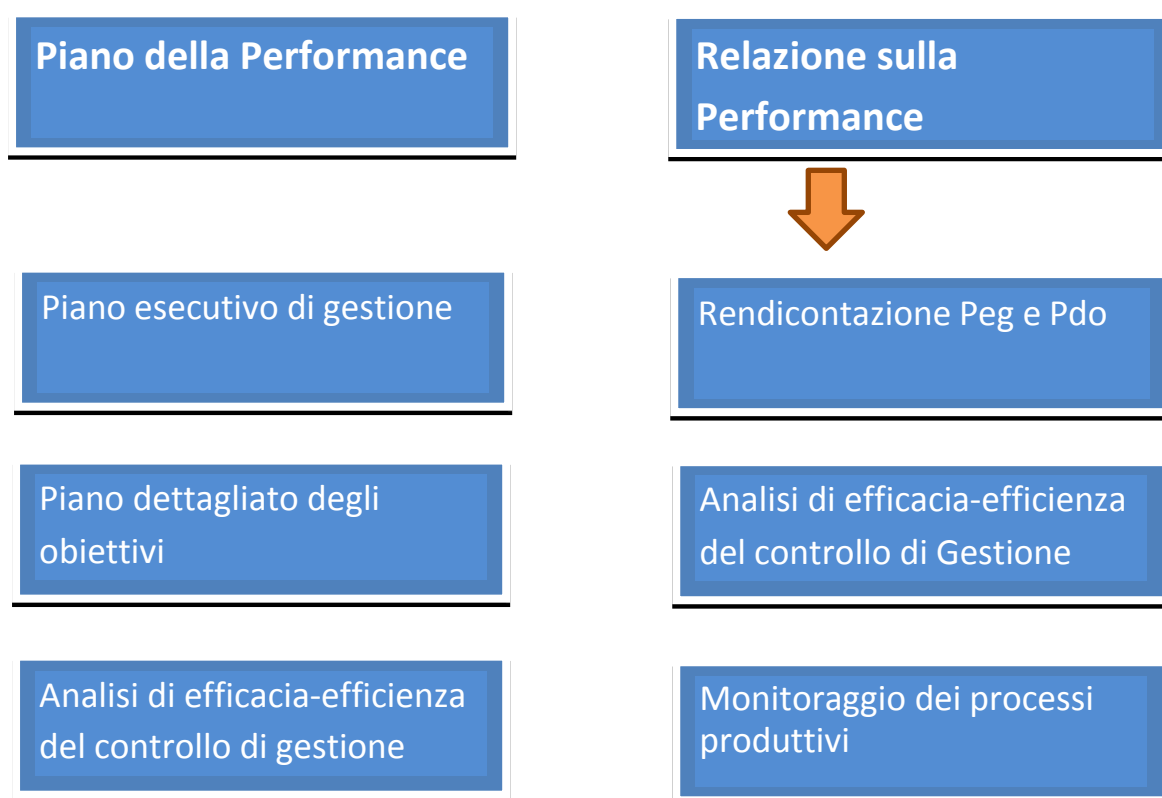 Piano della Performance
Relazione sulla
Performance
Piano esecutivo di gestione
Rendicontazione Peg e Pdo
Piano dettagliato degli
obiettivi
Analisi di efficacia-efficienza
del controllo di Gestione
Analisi di efficacia-efficienza
del controllo di gestione
Monitoraggio dei processi
produttivi